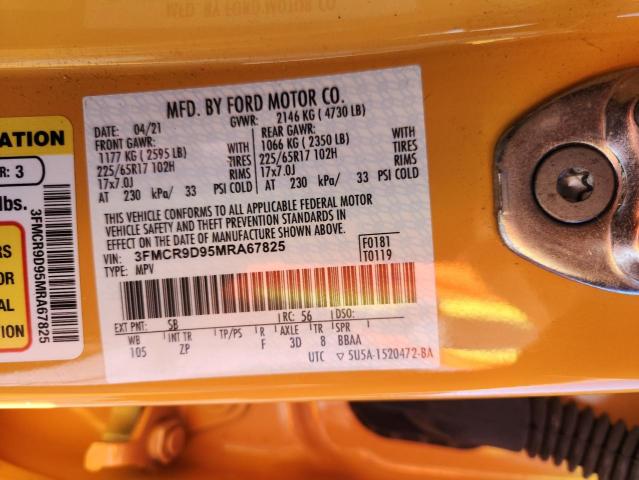 MFD. BY FORD MOTOR CO.
DATE: 04/21 GVWR: 2146 KG ( 4730 LB)
FRONT GAWR: REAR GAWR:
1177 KG ( 2595 LB) WITH 1066 KG ( 2350 LB) WITH
225/65R17 102H TIRES 225/65R17 102H TIRES
17x7.0J RIMS 17x7.0J RIMS
AT 230 kPa/ 33 PSI COLD AT 230 kPa/ 33 PSI COLD
THIS VEHICLE CONFORMS TO ALL APPLICABLE FEDERAL MOTOR
VEHICLE SAFETY AND THEFT PREVENTION STANDARDS IN
EFFECT ON THE DATE OF MANUFACTURE SHOWN ABOVE.
VIN: 3FMCR9D95MRA67825 F0181
TYPE: MPV T0119
EXT PNT: SB RC: 56 DSO:
WB INT TR TP/PS R AXLE TR SPR
105 ZP F 3D 8 BBAA
UTC ▽5U5A-1520472-BA
ATION
R: 3
lbs.
RS
OR
AL
S
3FMCR9D95MRA67825